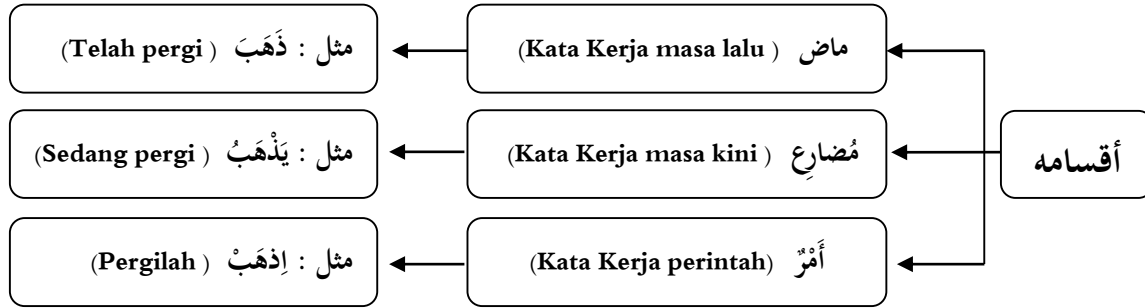 أقسامه
ماض (Kata Kerja masa lalu)
مثل : ذَهَبَ (Telah pergi)
مُضارِع (Kata Kerja masa kini)
مثل : يَذْهَبُ (Sedang pergi)
أَمْرٌ (Kata Kerja perintah)
مثل : اِذهَبْ (Pergilah)